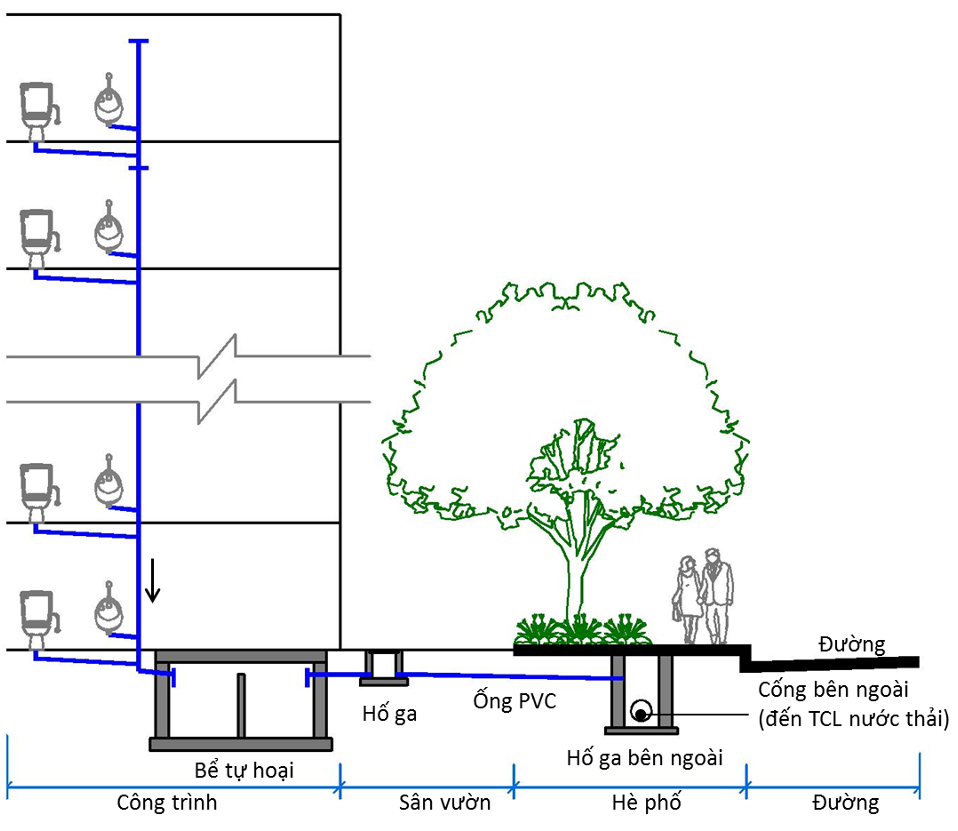 Đường
Cống bên ngoài
(đến TCL nước thải)
Ống PVC
Hố ga
Hố ga bên ngoài
Bể tự hoại
Công trình
Sân vườn
Hè phố
Đường